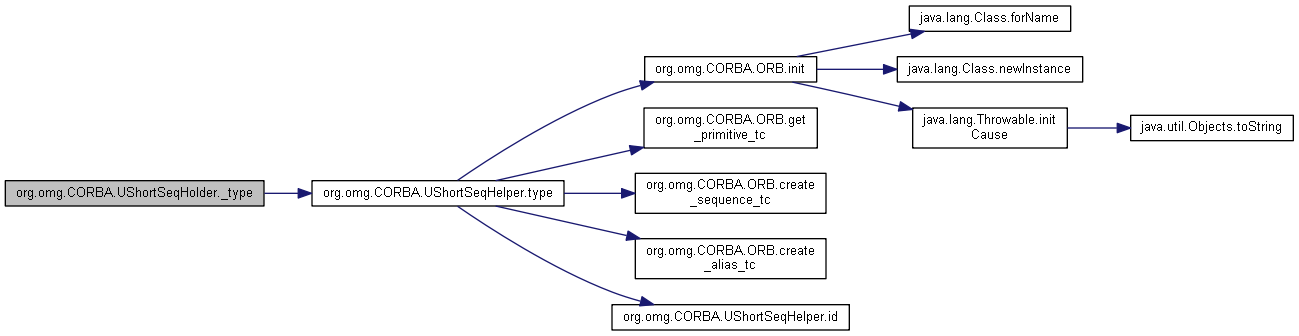 java.lang.Class.forName
org.omg.CORBA.ORB.init
java.lang.Class.newInstance
org.omg.CORBA.ORB.get
_primitive_tc
java.lang.Throwable.init
Cause
java.util.Objects.toString
org.omg.CORBA.UShortSeqHolder._type
org.omg.CORBA.UShortSeqHelper.type
org.omg.CORBA.ORB.create
_sequence_tc
org.omg.CORBA.ORB.create
_alias_tc
org.omg.CORBA.UShortSeqHelper.id